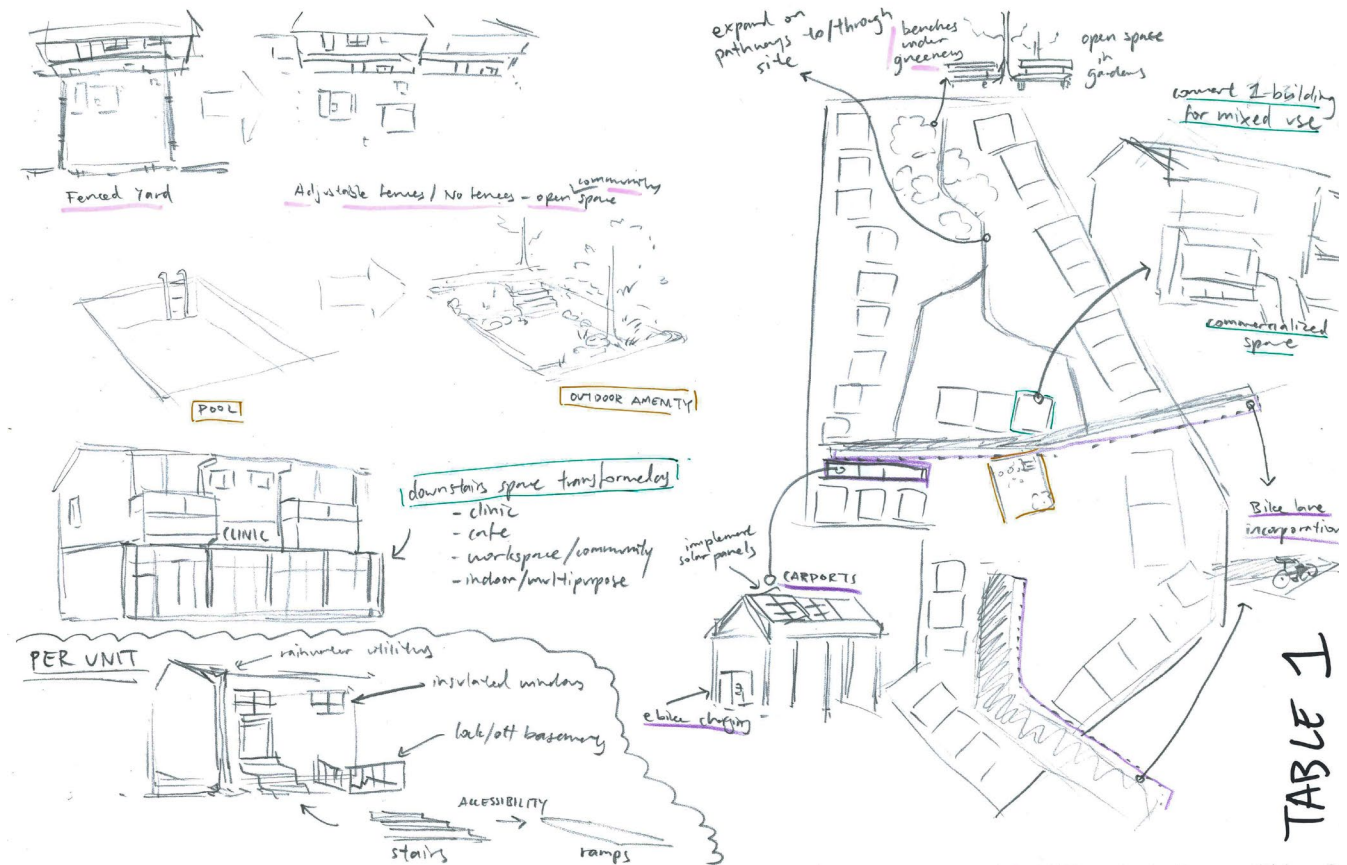 Fenced Yard
Adjustable fences / No fences - open community space
POOL
OUTDOOR AMENITY
CLINIC
downstairs space transformed as
- clinic
- cafe
- workspace/community
- indoor/multipurpose
PER UNIT
rainwater utilities
insulated windows
lock/off basement
ACCESSIBILITY
stairs
ramps
expand on
pathways to/through
site
benches
under
greenery
open space
in
gardens
convert 1-building
for mixed use
commercialized
space
Bike lane
incorporation
implement
solar panels
CARPORTS
ebike charging
TABLE 1